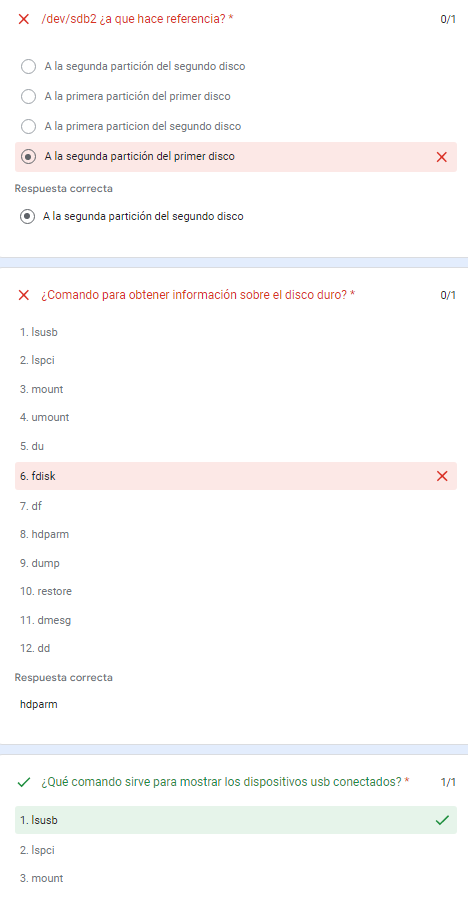 /dev/sdb2 ¿a que hace referencia? * 0/1
A la segunda partición del segundo disco
A la primera partición del primer disco
A la primera particion del segundo disco
A la segunda partición del primer disco
Respuesta correcta
A la segunda partición del segundo disco
¿Comando para obtener información sobre el disco duro? * 0/1
1. lsusb
2. lspci
3. mount
4. umount
5. du
6. fdisk
7. df
8. hdparm
9. dump
10. restore
11. dmesg
12. dd
Respuesta correcta
hdparm
¿Qué comando sirve para mostrar los dispositivos usb conectados? * 1/1
1. lsusb
2. lspci
3. mount